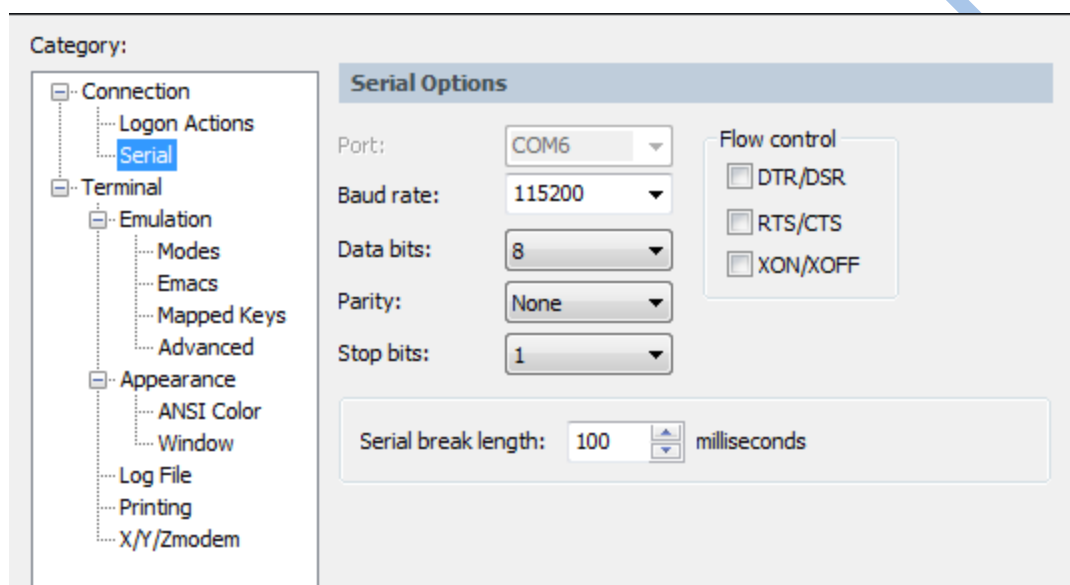 Category:
Connection
Logon Actions
Serial
Terminal
Emulation
Modes
Emacs
Mapped Keys
Advanced
Appearance
ANSI Color
Window
Log File
Printing
X/Y/Zmodem
Serial Options
Port: COM6
Baud rate: 115200
Data bits: 8
Parity: None
Stop bits: 1
Flow control
DTR/DSR
RTS/CTS
XON/XOFF
Serial break length: 100 milliseconds